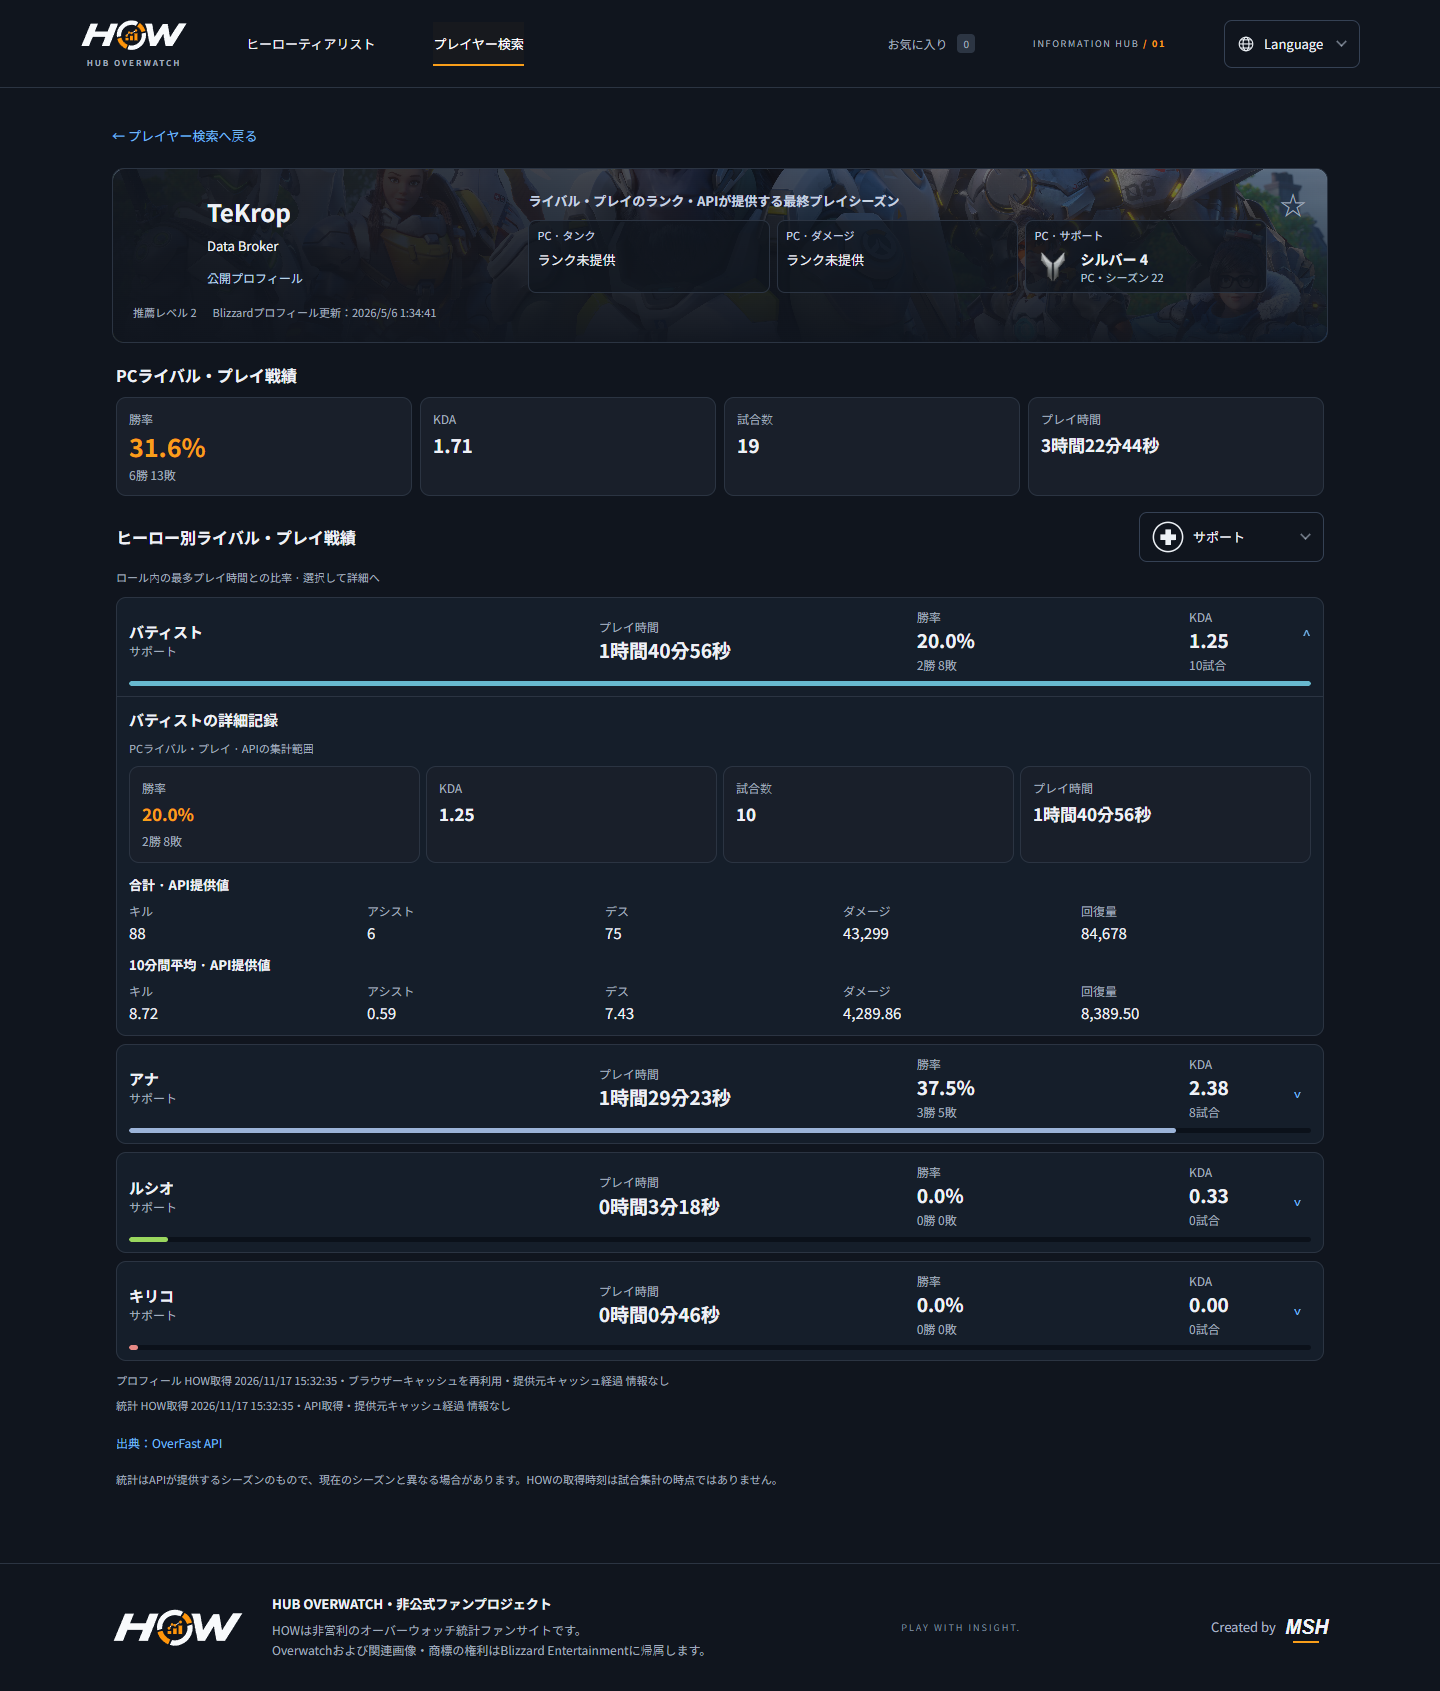 HOW
HUB OVERWATCH
ヒーローティアリスト
プレイヤー検索
お気に入り 0
INFORMATION HUB / 01
Language
← プレイヤー検索へ戻る
TeKrop
Data Broker
公開プロフィール
推薦レベル 2 Blizzardプロフィール更新：2026/5/6 1:34:41
ライバル・プレイのランク・APIが提供する最終プレイシーズン
PC · タンク
ランク未提供
PC · ダメージ
ランク未提供
PC · サポート
シルバー 4
PC · シーズン 22
PCライバル・プレイ戦績
勝率
31.6%
6勝 13敗
KDA
1.71
試合数
19
プレイ時間
3時間22分44秒
ヒーロー別ライバル・プレイ戦績
サポート
ロール内の最多プレイ時間との比率 · 選択して詳細へ
バティスト
サポート
プレイ時間
1時間40分56秒
勝率
20.0%
2勝 8敗
KDA
1.25
10試合
バティストの詳細記録
PCライバル・プレイ · APIの集計範囲
勝率
20.0%
2勝 8敗
KDA
1.25
試合数
10
プレイ時間
1時間40分56秒
合計 · API提供値
キル アシスト デス ダメージ 回復量
88 6 75 43,299 84,678
10分間平均 · API提供値
キル アシスト デス ダメージ 回復量
8.72 0.59 7.43 4,289.86 8,389.50
アナ
サポート
プレイ時間
1時間29分23秒
勝率
37.5%
3勝 5敗
KDA
2.38
8試合
ルシオ
サポート
プレイ時間
0時間3分18秒
勝率
0.0%
0勝 0敗
KDA
0.33
0試合
キリコ
サポート
プレイ時間
0時間0分46秒
勝率
0.0%
0勝 0敗
KDA
0.00
0試合
プロフィール HOW取得 2026/11/17 15:32:35・ブラウザーキャッシュを再利用・提供元キャッシュ経過 情報なし
統計 HOW取得 2026/11/17 15:32:35・API取得・提供元キャッシュ経過 情報なし
出典：OverFast API
統計はAPIが提供するシーズンのもので、現在のシーズンと異なる場合があります。HOWの取得時刻は試合集計の時点ではありません。
HOW
HUB OVERWATCH・非公式ファンプロジェクト
HOWは非営利のオーバーウォッチ統計ファンサイトです。
Overwatchおよび関連画像・商標の権利はBlizzard Entertainmentに帰属します。
PLAY WITH INSIGHT.
Created by MSH